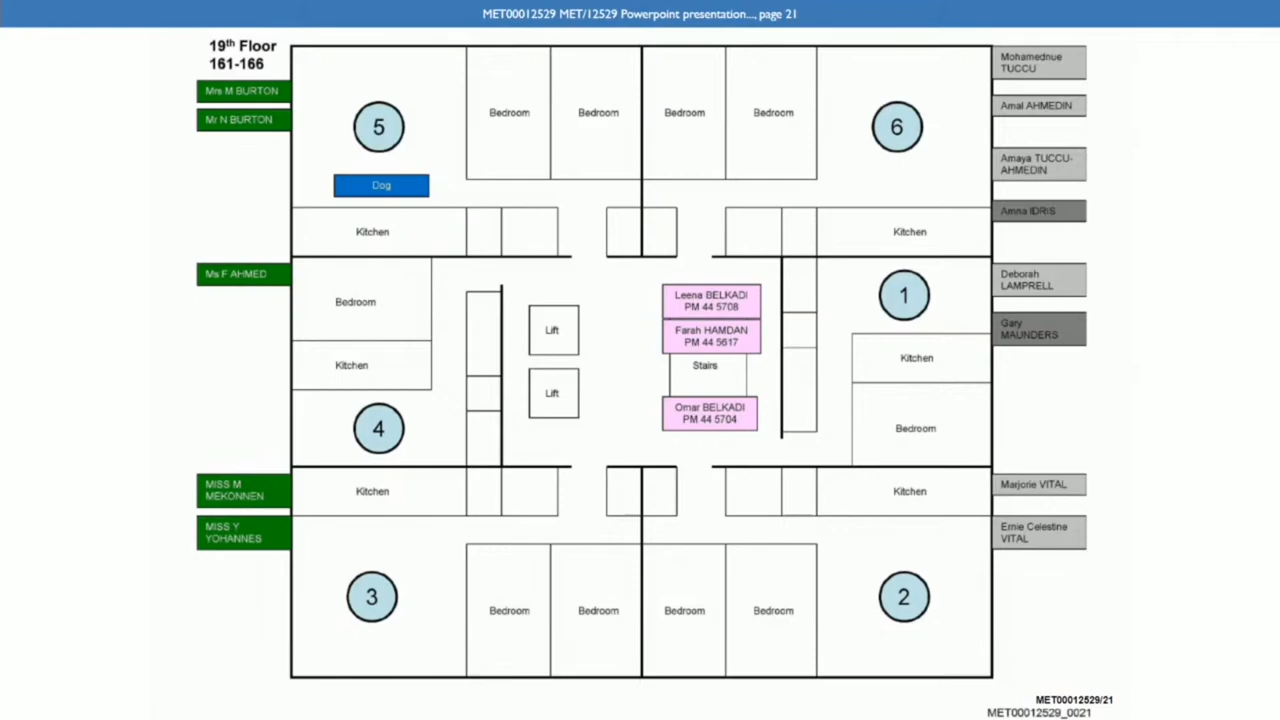 MET00012529 MET/12529 Powerpoint presentation..., page 21
19th Floor
161-166
Mrs M BURTON
Mr N BURTON
Ms F AHMED
MISS M
MEKONNEN
MISS Y
YOHANNES
5
Bedroom
Bedroom
Bedroom
Bedroom
6
Dog
Kitchen
Kitchen
Bedroom
Kitchen
4
Lift
Lift
Leena BELKADI
PM 44 5708
Farah HAMDAN
PM 44 5617
Stairs
Omar BELKADI
PM 44 5704
1
Kitchen
Bedroom
Kitchen
Kitchen
3
Bedroom
Bedroom
Bedroom
Bedroom
2
Mohamednue
TUCCU
Amal AHMEDIN
Amaya TUCCU-
AHMEDIN
Amna IDRIS
Deborah
LAMPRELL
Gary
MAUNDERS
Marjorie VITAL
Ernie Celestine
VITAL
MET00012529/21
MET00012529_0021